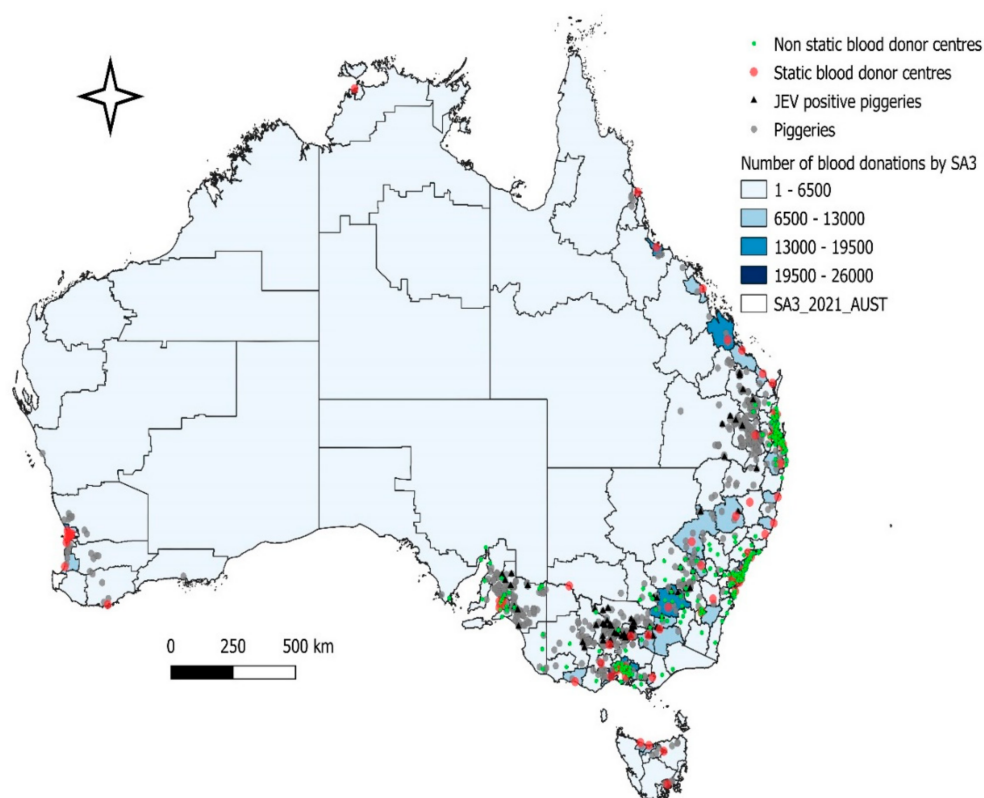 Non static blood donor centres
Static blood donor centres
JEV positive piggeries
Piggeries
Number of blood donations by SA3
1 - 6500
6500 - 13000
13000 - 19500
19500 - 26000
SA3_2021_AUST
0 250 500 km